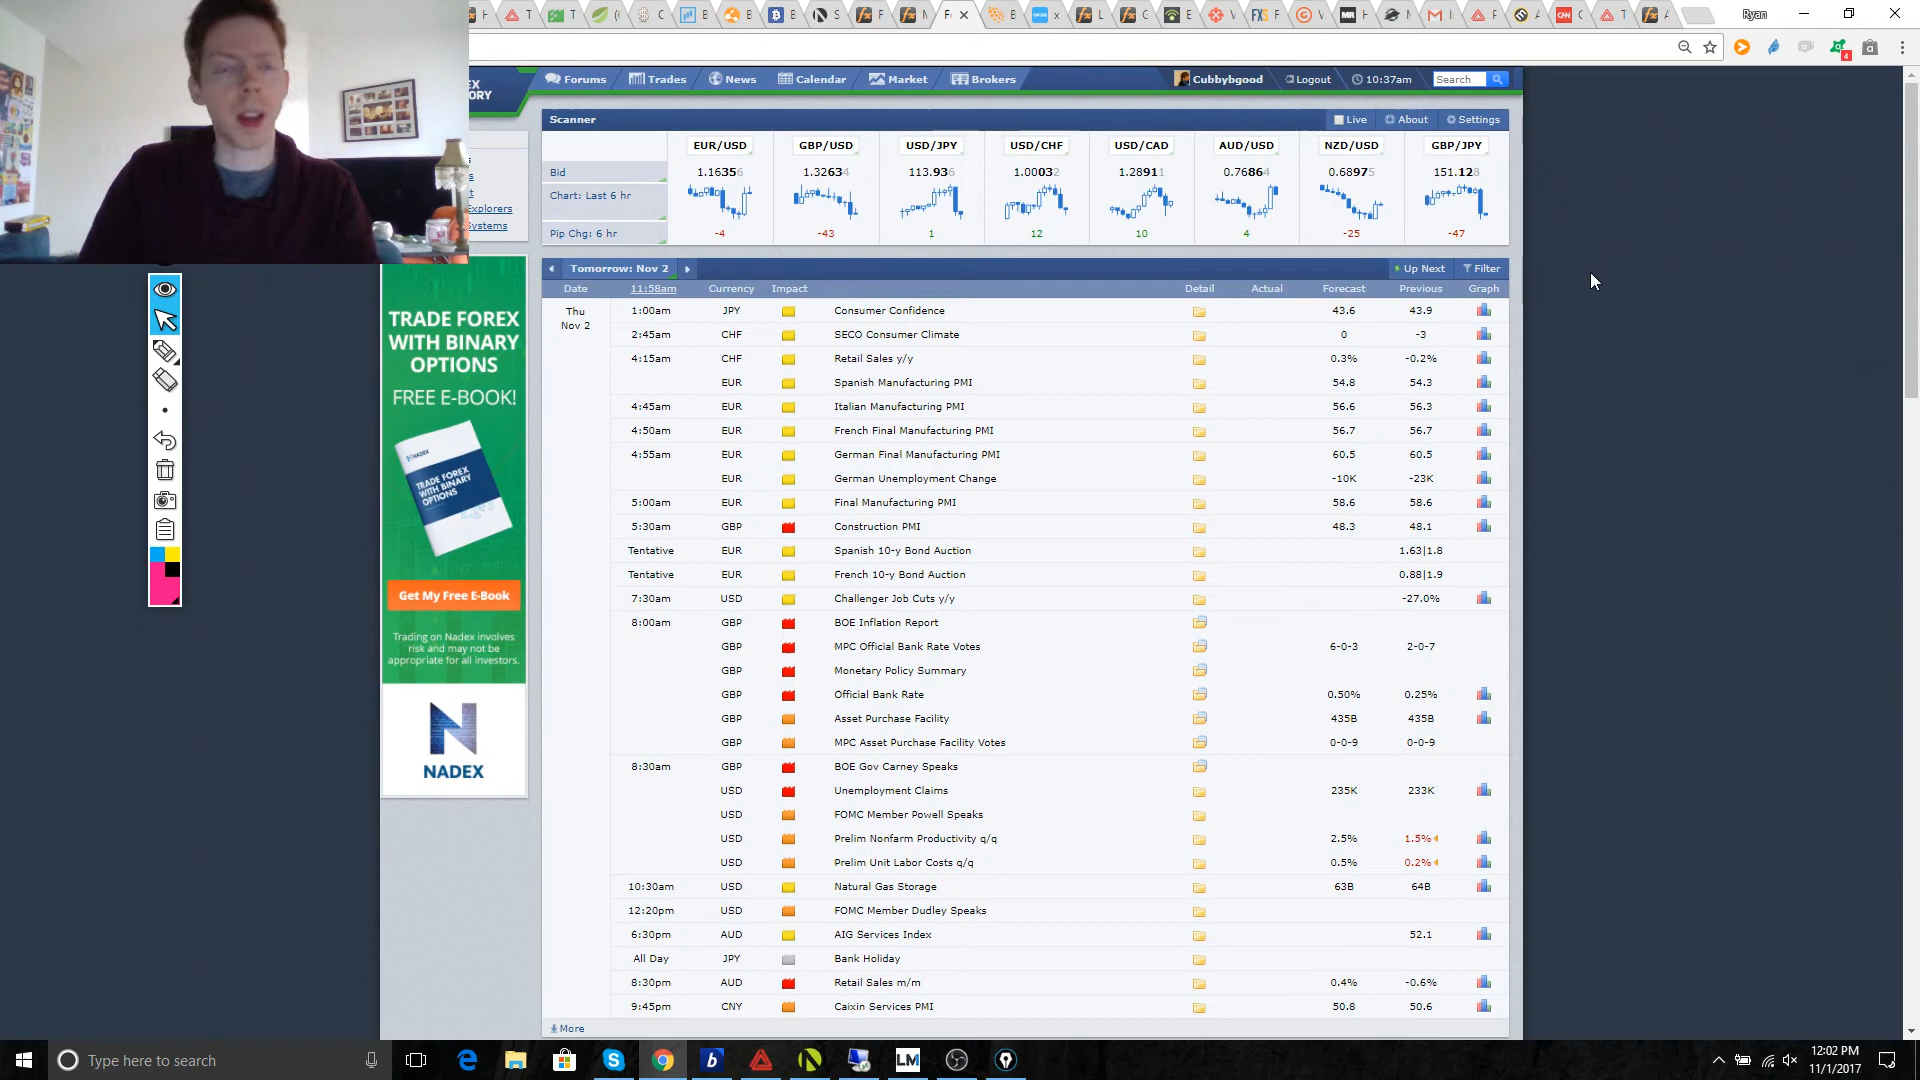 Ryan
Forums Trades News Calendar Market Brokers Cubbybgood Logout 10:37am Search
ORY
Scanner Live About Settings
EUR/USD GBP/USD USD/JPY USD/CHF USD/CAD AUD/USD NZD/USD GBP/JPY
Bid 1.16356 1.32634 113.936 1.00032 1.28911 0.76864 0.68975 151.128
Chart: Last 6 hr
Pip Chg: 6 hr -4 -43 1 12 10 4 -25 -47
Explorers
Systems
TRADE FOREX
WITH BINARY
OPTIONS
FREE E-BOOK!
NADEX
TRADE FOREX
WITH BINARY
OPTIONS
Get My Free E-Book
Trading on Nadex involves
risk and may not be
appropriate for all investors.
NADEX
Tomorrow: Nov 2 Up Next Filter
Date 11:58am Currency Impact Detail Actual Forecast Previous Graph
Thu
Nov 2
1:00am JPY Consumer Confidence 43.6 43.9
2:45am CHF SECO Consumer Climate 0 -3
4:15am CHF Retail Sales y/y 0.3% -0.2%
EUR Spanish Manufacturing PMI 54.8 54.3
4:45am EUR Italian Manufacturing PMI 56.6 56.3
4:50am EUR French Final Manufacturing PMI 56.7 56.7
4:55am EUR German Final Manufacturing PMI 60.5 60.5
EUR German Unemployment Change -10K -23K
5:00am EUR Final Manufacturing PMI 58.6 58.6
5:30am GBP Construction PMI 48.3 48.1
Tentative EUR Spanish 10-y Bond Auction 1.63|1.8
Tentative EUR French 10-y Bond Auction 0.88|1.9
7:30am USD Challenger Job Cuts y/y -27.0%
8:00am GBP BOE Inflation Report
GBP MPC Official Bank Rate Votes 6-0-3 2-0-7
GBP Monetary Policy Summary
GBP Official Bank Rate 0.50% 0.25%
GBP Asset Purchase Facility 435B 435B
GBP MPC Asset Purchase Facility Votes 0-0-9 0-0-9
8:30am GBP BOE Gov Carney Speaks
USD Unemployment Claims 235K 233K
USD FOMC Member Powell Speaks
USD Prelim Nonfarm Productivity q/q 2.5% 1.5%
USD Prelim Unit Labor Costs q/q 0.5% 0.2%
10:30am USD Natural Gas Storage 63B 64B
12:20pm USD FOMC Member Dudley Speaks
6:30pm AUD AIG Services Index 52.1
All Day JPY Bank Holiday
8:30pm AUD Retail Sales m/m 0.4% -0.6%
9:45pm CNY Caixin Services PMI 50.8 50.6
More
Type here to search
LM
12:02 PM
11/1/2017